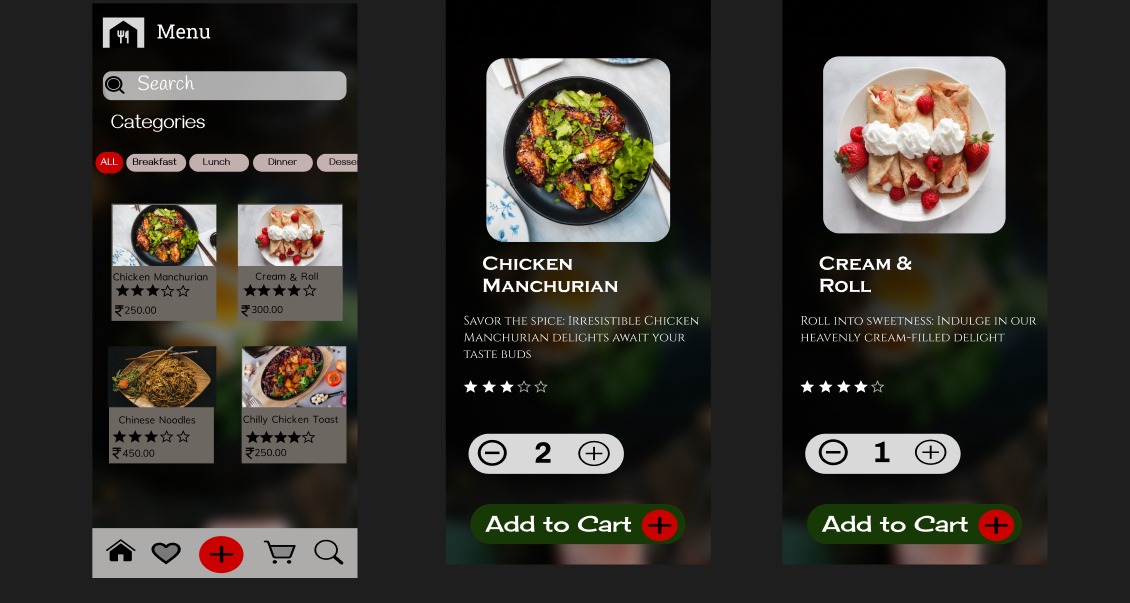 Menu
Search
Categories
ALL Breakfast Lunch Dinner Desse
Chicken Manchurian
₹250.00
Cream & Roll
₹300.00
Chinese Noodles
₹450.00
Chilly Chicken Toast
₹250.00
CHICKEN
MANCHURIAN
SAVOR THE SPICE: IRRESISTIBLE CHICKEN
MANCHURIAN DELIGHTS AWAIT YOUR
TASTE BUDS
2
Add to Cart
CREAM &
ROLL
ROLL INTO SWEETNESS: INDULGE IN OUR
HEAVENLY CREAM-FILLED DELIGHT
1
Add to Cart